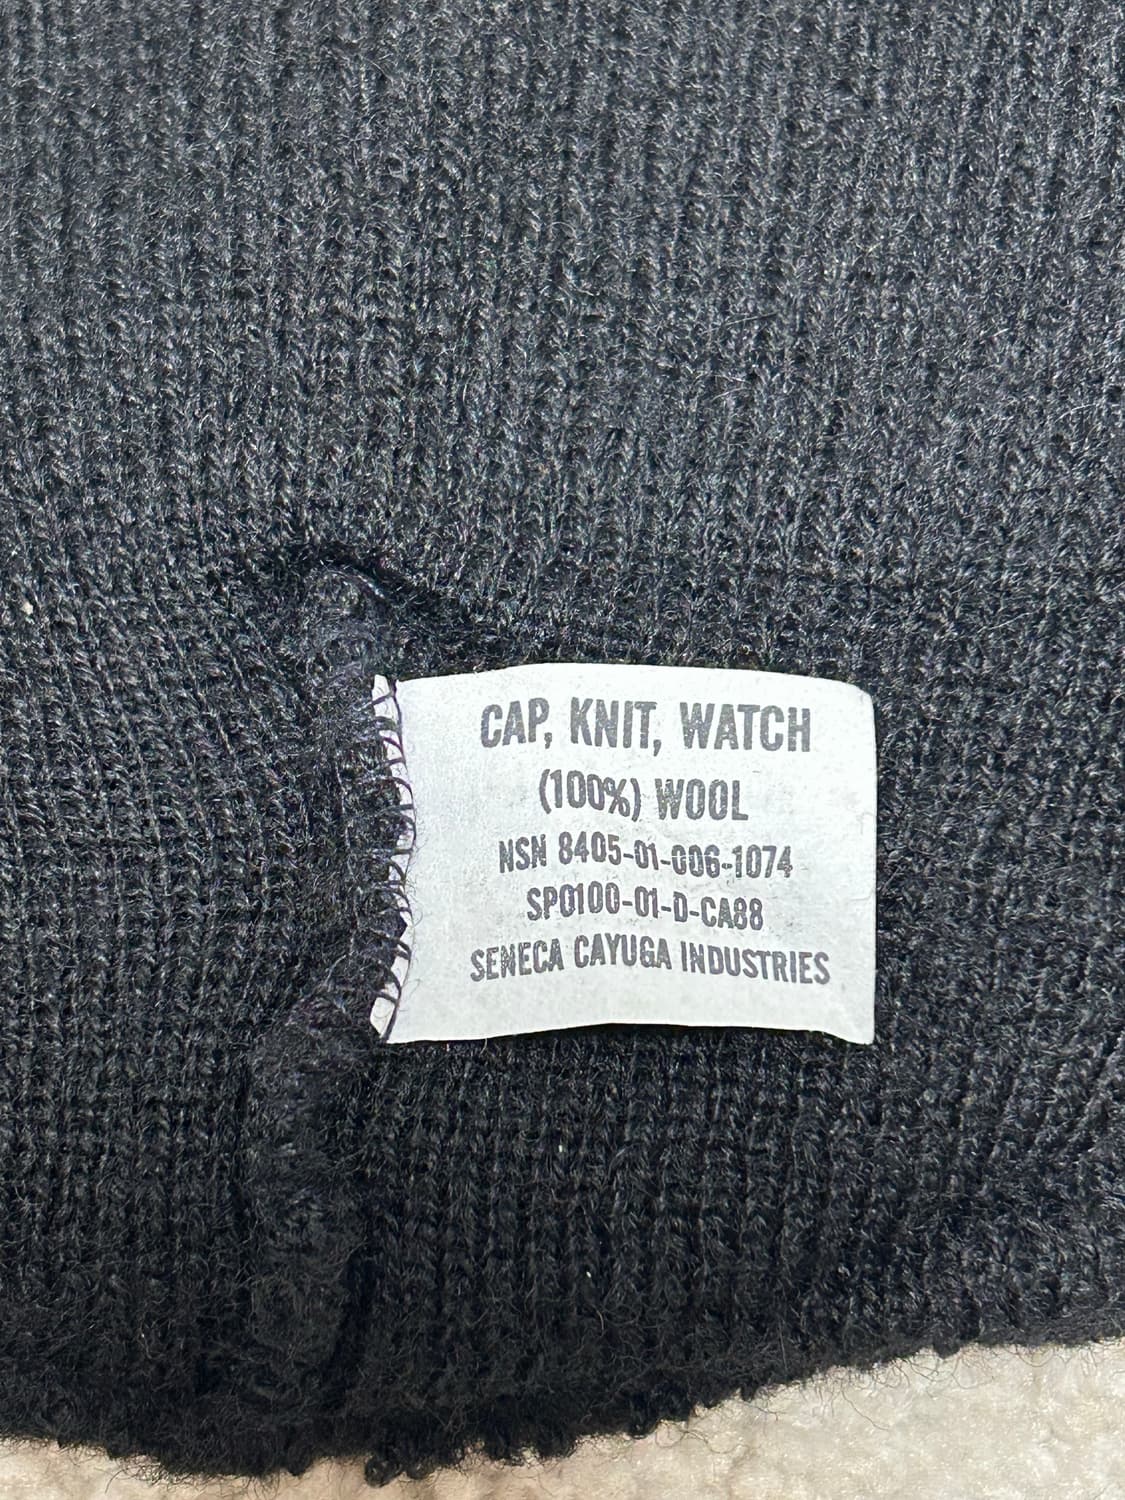 CAP, KNIT, WATCH
(100%) WOOL
NSN 8405-01-006-1074
SP0100-01-D-CA88
SENECA CAYUGA INDUSTRIES